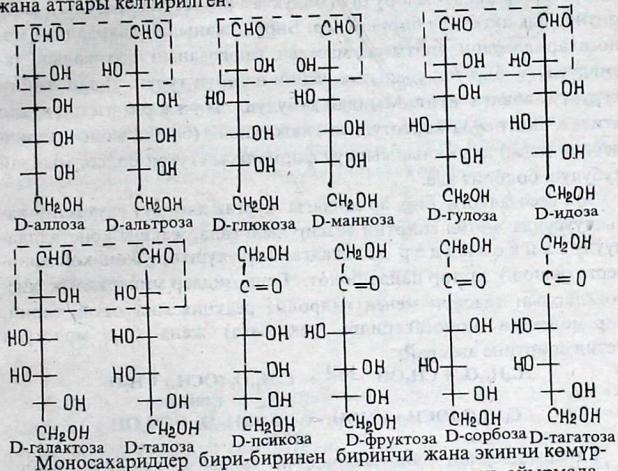 жана аттары келтирилген.
CHO CHO CHO CHO CHO CHO
OH HO OH HO OH HO
OH OH HO HO OH OH
OH OH OH OH HO HO
OH OH OH OH OH OH
CH₂OH CH₂OH CH₂OH CH₂OH CH₂OH CH₂OH
D-аллоза D-альтроза D-глюкоза D-манноза D-гулоза D-идоза
CHO CHO CH₂OH CH₂OH CH₂OH CH₂OH
OH HO C=O C=O C=O C=O
HO HO OH HO OH HO
HO HO OH OH HO HO
OH OH OH OH OH OH
CH₂OH CH₂OH CH₂OH CH₂OH CH₂OH CH₂OH
D-галактоза D-талоза D-псикоза D-фруктоза D-сорбоза D-тагатоза
Моносахариддер бири-биринен биринчи жана экинчи көмүр-